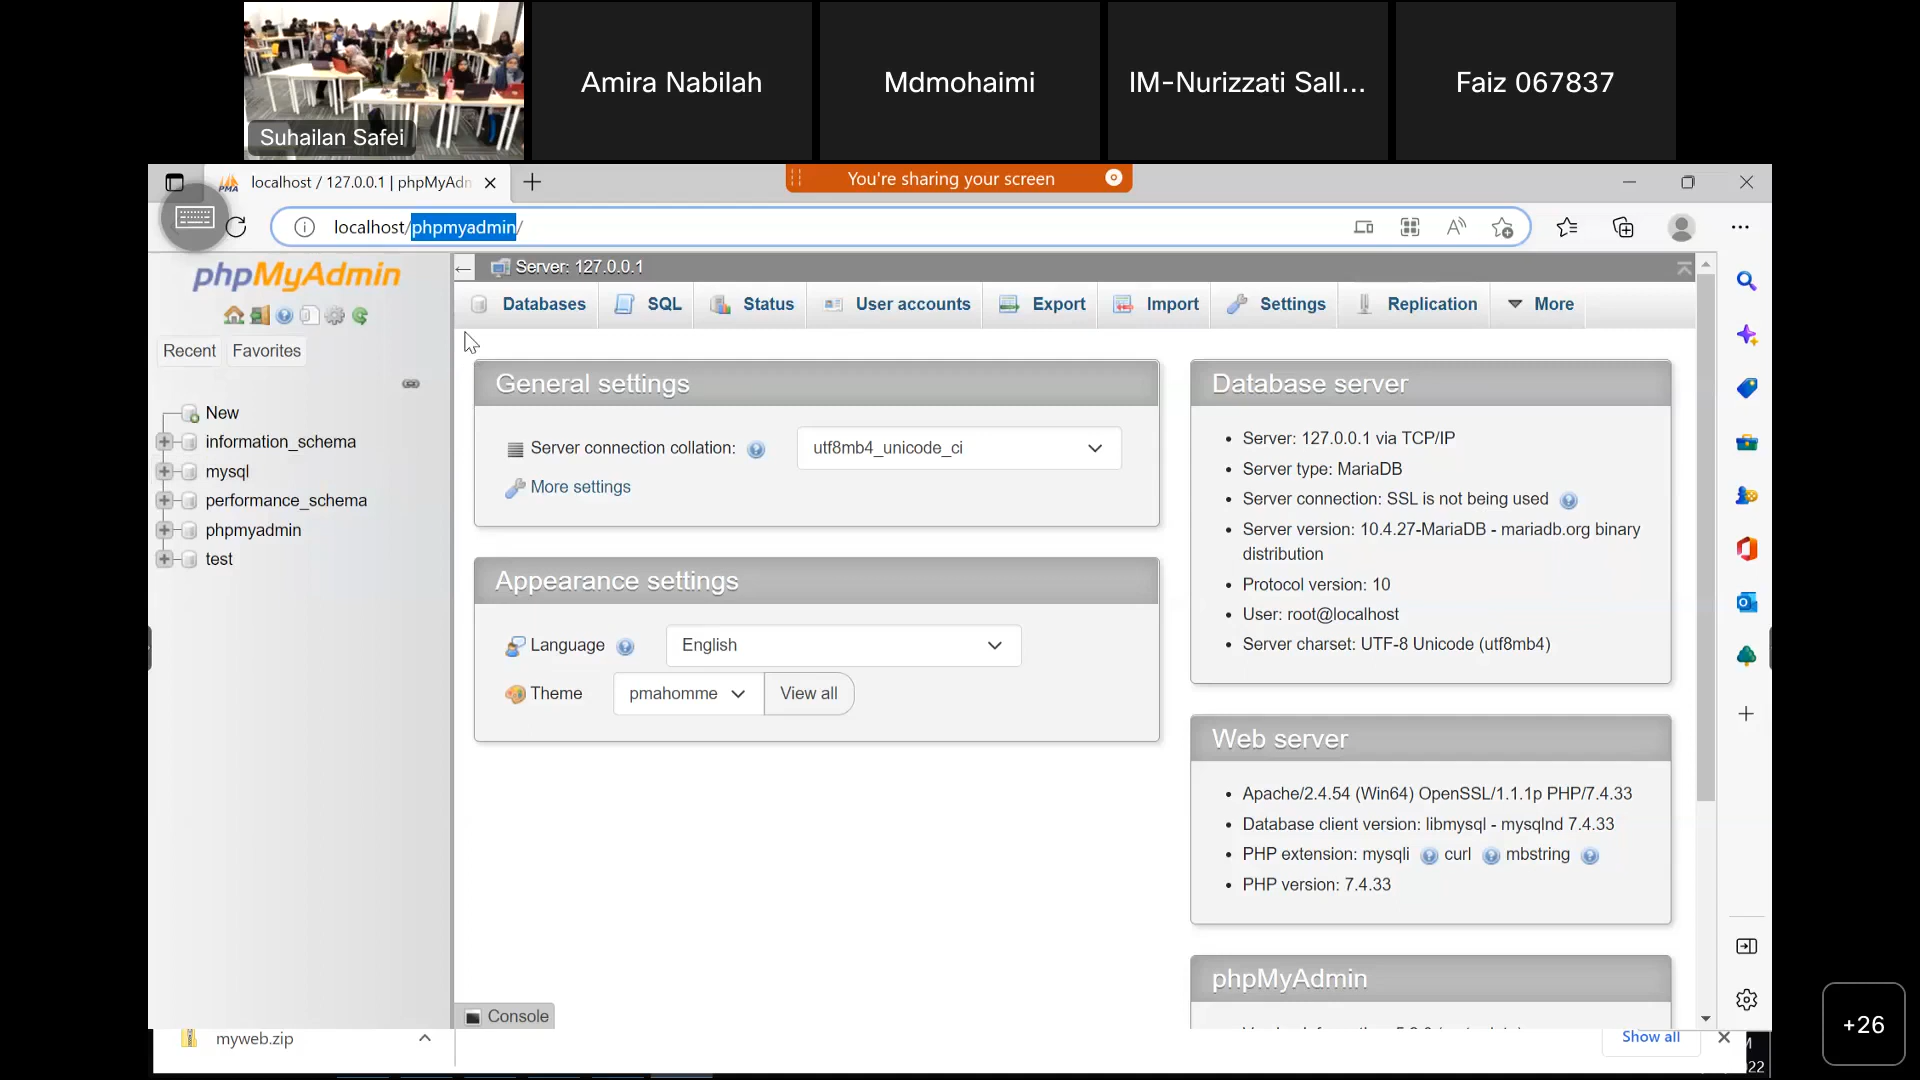 Suhailan Safei
Amira Nabilah
Mdmohaimi
IM-Nurizzati Sall...
Faiz 067837
localhost / 127.0.0.1 | phpMyAdn
You're sharing your screen
localhost/phpmyadmin/
phpMyAdmin
Recent
Favorites
New
information_schema
mysql
performance_schema
phpmyadmin
test
Server: 127.0.0.1
Databases
SQL
Status
User accounts
Export
Import
Settings
Replication
More
General settings
Server connection collation:
utf8mb4_unicode_ci
More settings
Appearance settings
Language
English
Theme
pmahomme
View all
Database server
Server: 127.0.0.1 via TCP/IP
Server type: MariaDB
Server connection: SSL is not being used
Server version: 10.4.27-MariaDB - mariadb.org binary
distribution
Protocol version: 10
User: root@localhost
Server charset: UTF-8 Unicode (utf8mb4)
Web server
Apache/2.4.54 (Win64) OpenSSL/1.1.1p PHP/7.4.33
Database client version: libmysql - mysqlnd 7.4.33
PHP extension: mysqli curl mbstring
PHP version: 7.4.33
phpMyAdmin
Console
myweb.zip
Show all
22
+26